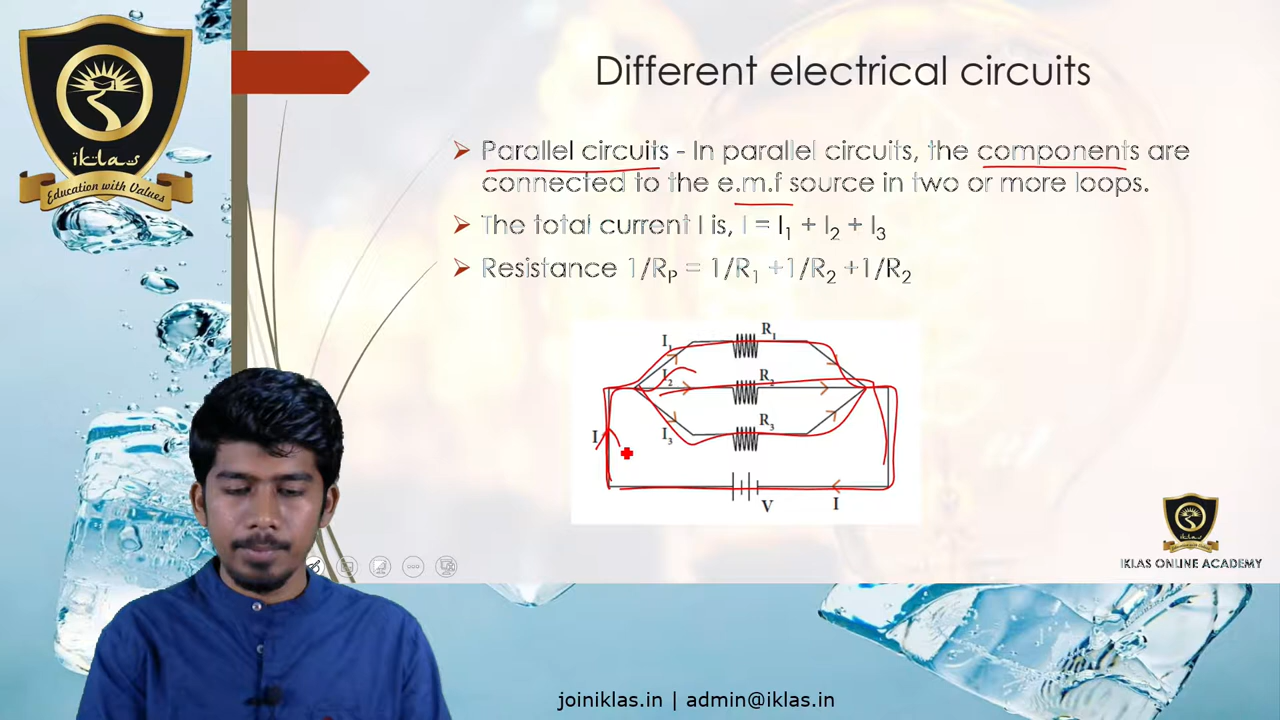 iklas
Education with Values
Different electrical circuits
Parallel circuits - In parallel circuits, the components are
connected to the e.m.f source in two or more loops.
The total current I is, I = I₁ + I₂ + I₃
Resistance 1/Rₚ = 1/R₁ +1/R₂ +1/R₂
R₁
I₁
R₂
I₂
R₃
I₃
I
V
I
iklas
IKLAS ONLINE ACADEMY
joiniklas.in | admin@iklas.in